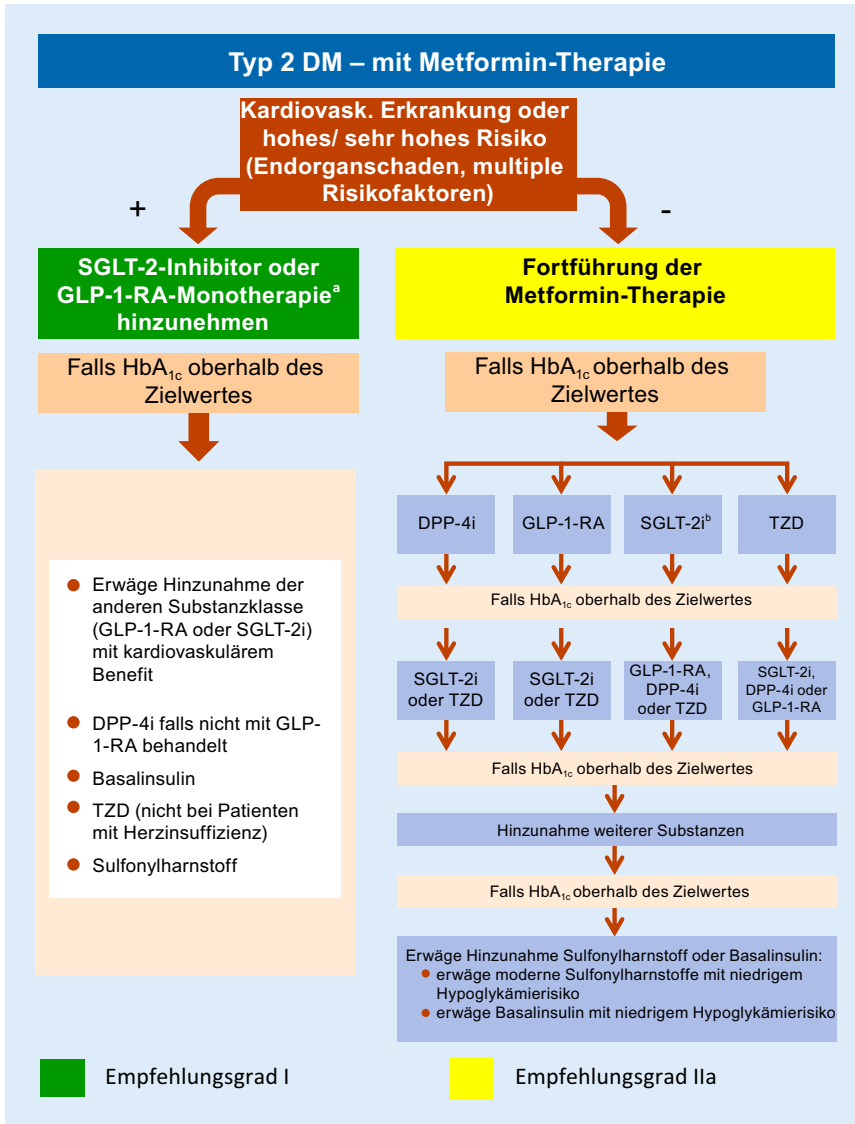 Typ 2 DM – mit Metformin-Therapie
Kardiovask. Erkrankung oder
hohes/ sehr hohes Risiko
(Endorganschaden, multiple
Risikofaktoren)
+
-
SGLT-2-Inhibitor oder
GLP-1-RA-Monotherapieᵃ
hinzunehmen
Falls HbA₁c oberhalb des
Zielwertes
Erwäge Hinzunahme der
anderen Substanzklasse
(GLP-1-RA oder SGLT-2i)
mit kardiovaskulärem
Benefit
DPP-4i falls nicht mit GLP-
1-RA behandelt
Basalinsulin
TZD (nicht bei Patienten
mit Herzinsuffizienz)
Sulfonylharnstoff
Fortführung der
Metformin-Therapie
Falls HbA₁c oberhalb des
Zielwertes
DPP-4i
GLP-1-RA
SGLT-2iᵇ
TZD
Falls HbA₁c oberhalb des Zielwertes
SGLT-2i
oder TZD
SGLT-2i
oder TZD
GLP-1-RA,
DPP-4i
oder TZD
SGLT-2i,
DPP-4i oder
GLP-1-RA
Falls HbA₁c oberhalb des Zielwertes
Hinzunahme weiterer Substanzen
Falls HbA₁c oberhalb des Zielwertes
Erwäge Hinzunahme Sulfonylharnstoff oder Basalinsulin:
erwäge moderne Sulfonylharnstoffe mit niedrigem
Hypoglykämierisiko
erwäge Basalinsulin mit niedrigem Hypoglykämierisiko
Empfehlungsgrad I
Empfehlungsgrad IIa